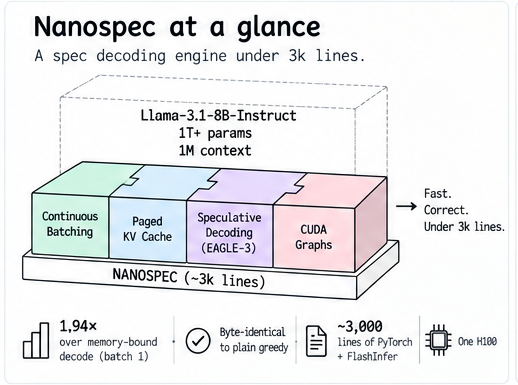 Nanospec at a glance
A spec decoding engine under 3k lines.
Llama-3.1-8B-Instruct
1T+ params
1M context
Continuous
Batching
Paged
KV Cache
Speculative
Decoding
(EAGLE-3)
CUDA
Graphs
Fast.
Correct.
Under 3k lines.
NANOSPEC (~3k lines)
1,94×
over memory-bound
decode (batch 1)
Byte-identical
to plain greedy
~3,000
lines of PyTorch
+ FlashInfer
One H100